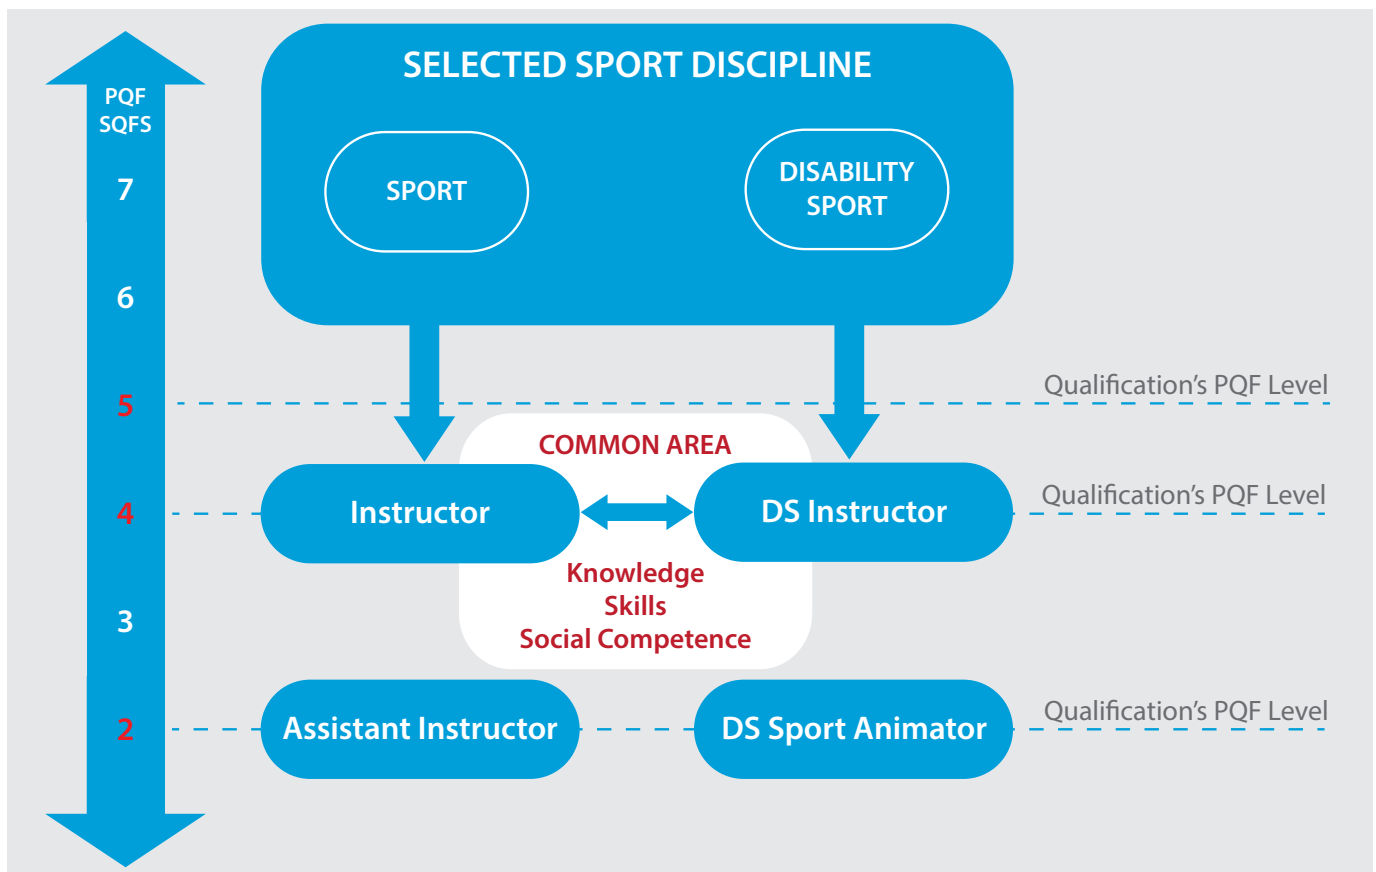 SELECTED SPORT DISCIPLINE
PQF
SQFS
7
SPORT
DISABILITY
SPORT
6
5
Qualification's PQF Level
COMMON AREA
4
Instructor
DS Instructor
Qualification's PQF Level
Knowledge
Skills
Social Competence
3
2
Assistant Instructor
DS Sport Animator
Qualification's PQF Level